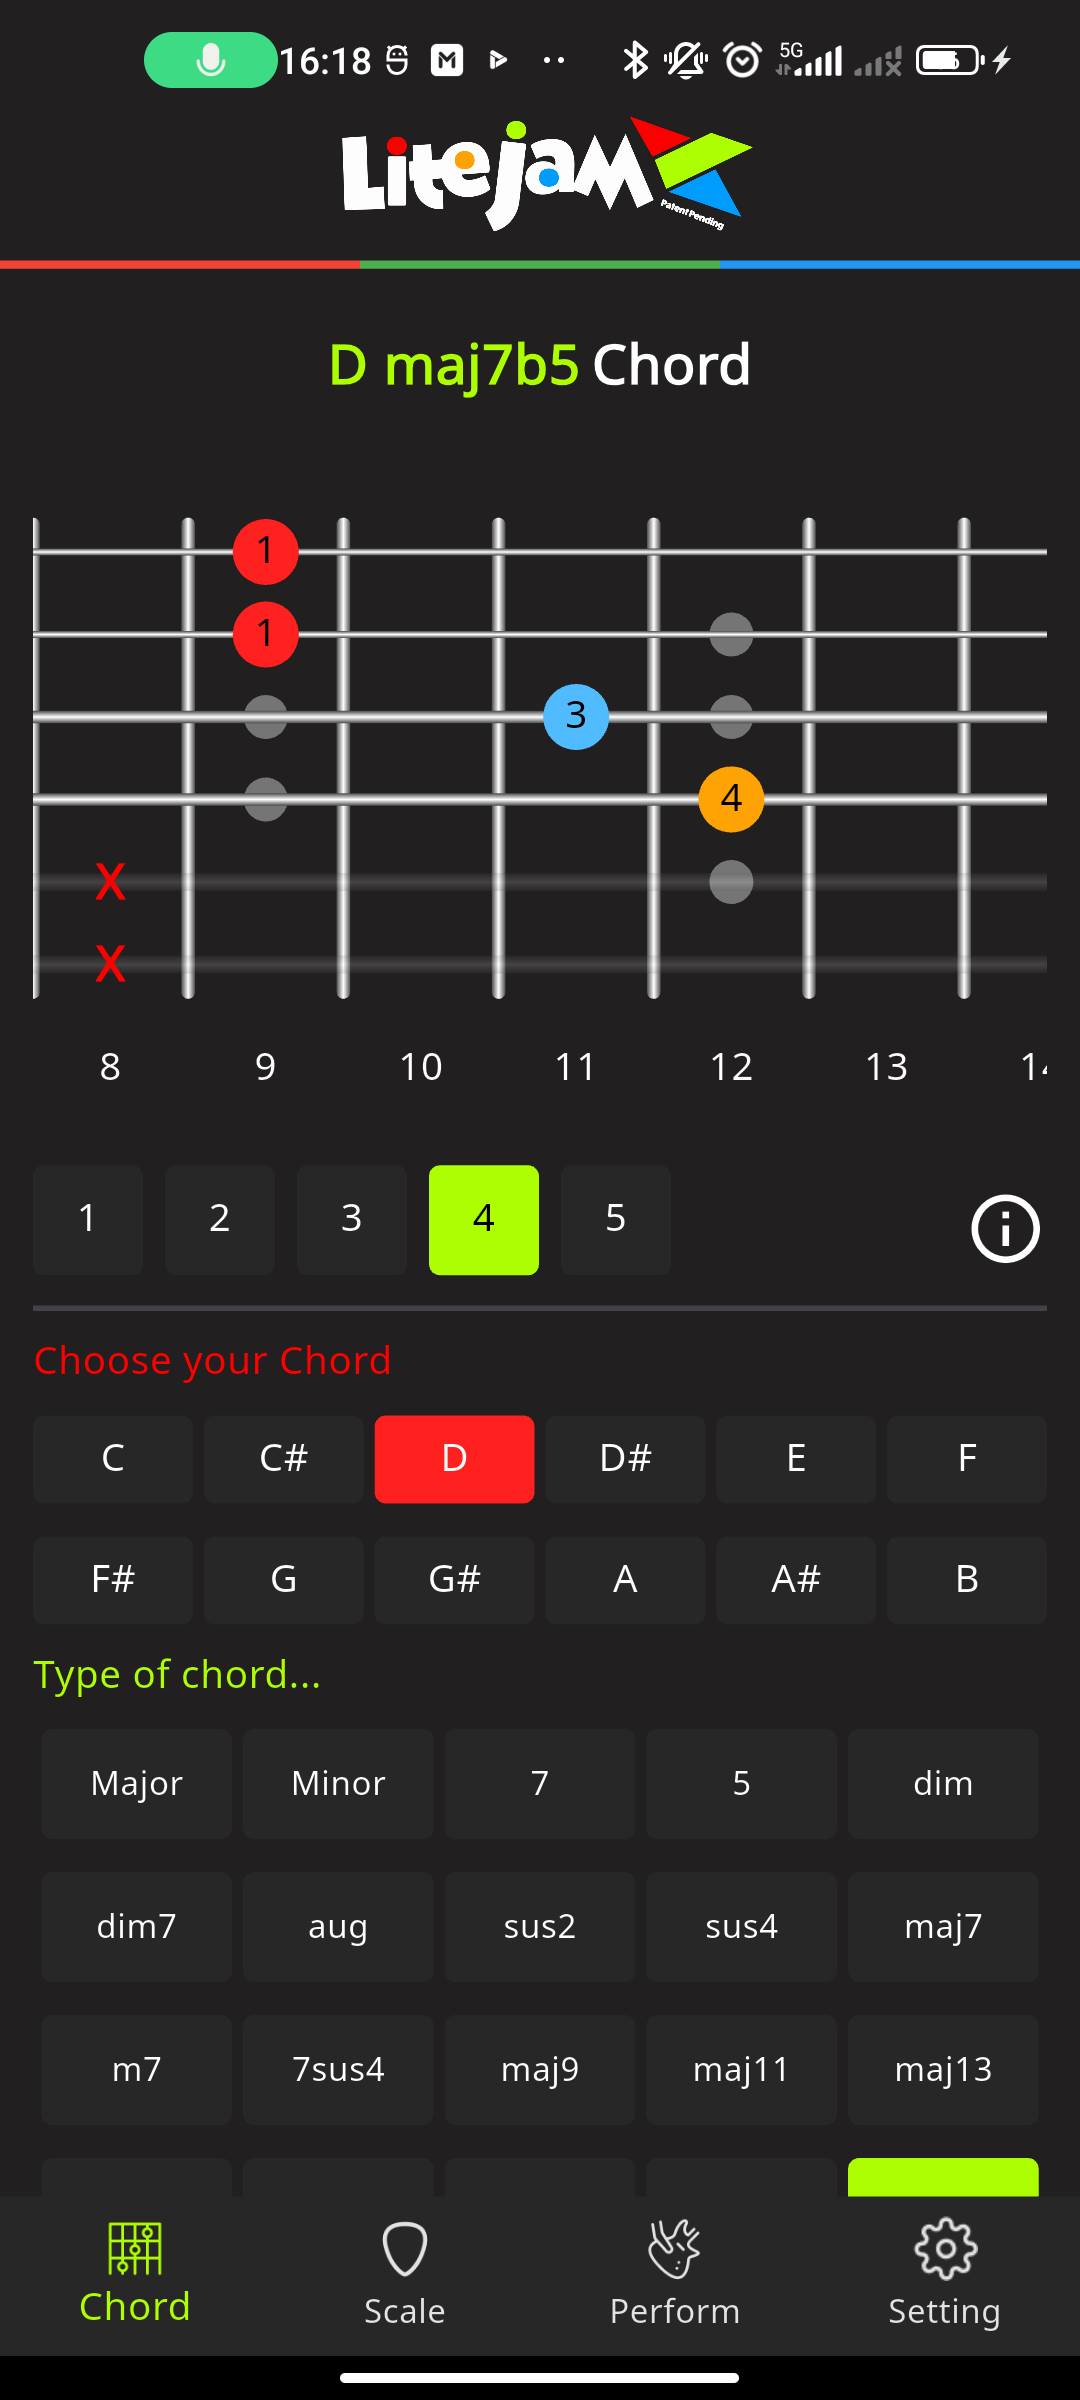 16:18
5G
LiteJam
Patent Pending
D maj7b5 Chord
1
1
3
4
X
X
8 9 10 11 12 13
1 2 3 4 5
Choose your Chord
C C# D D# E F
F# G G# A A# B
Type of chord...
Major Minor 7 5 dim
dim7 aug sus2 sus4 maj7
m7 7sus4 maj9 maj11 maj13
Chord Scale Perform Setting